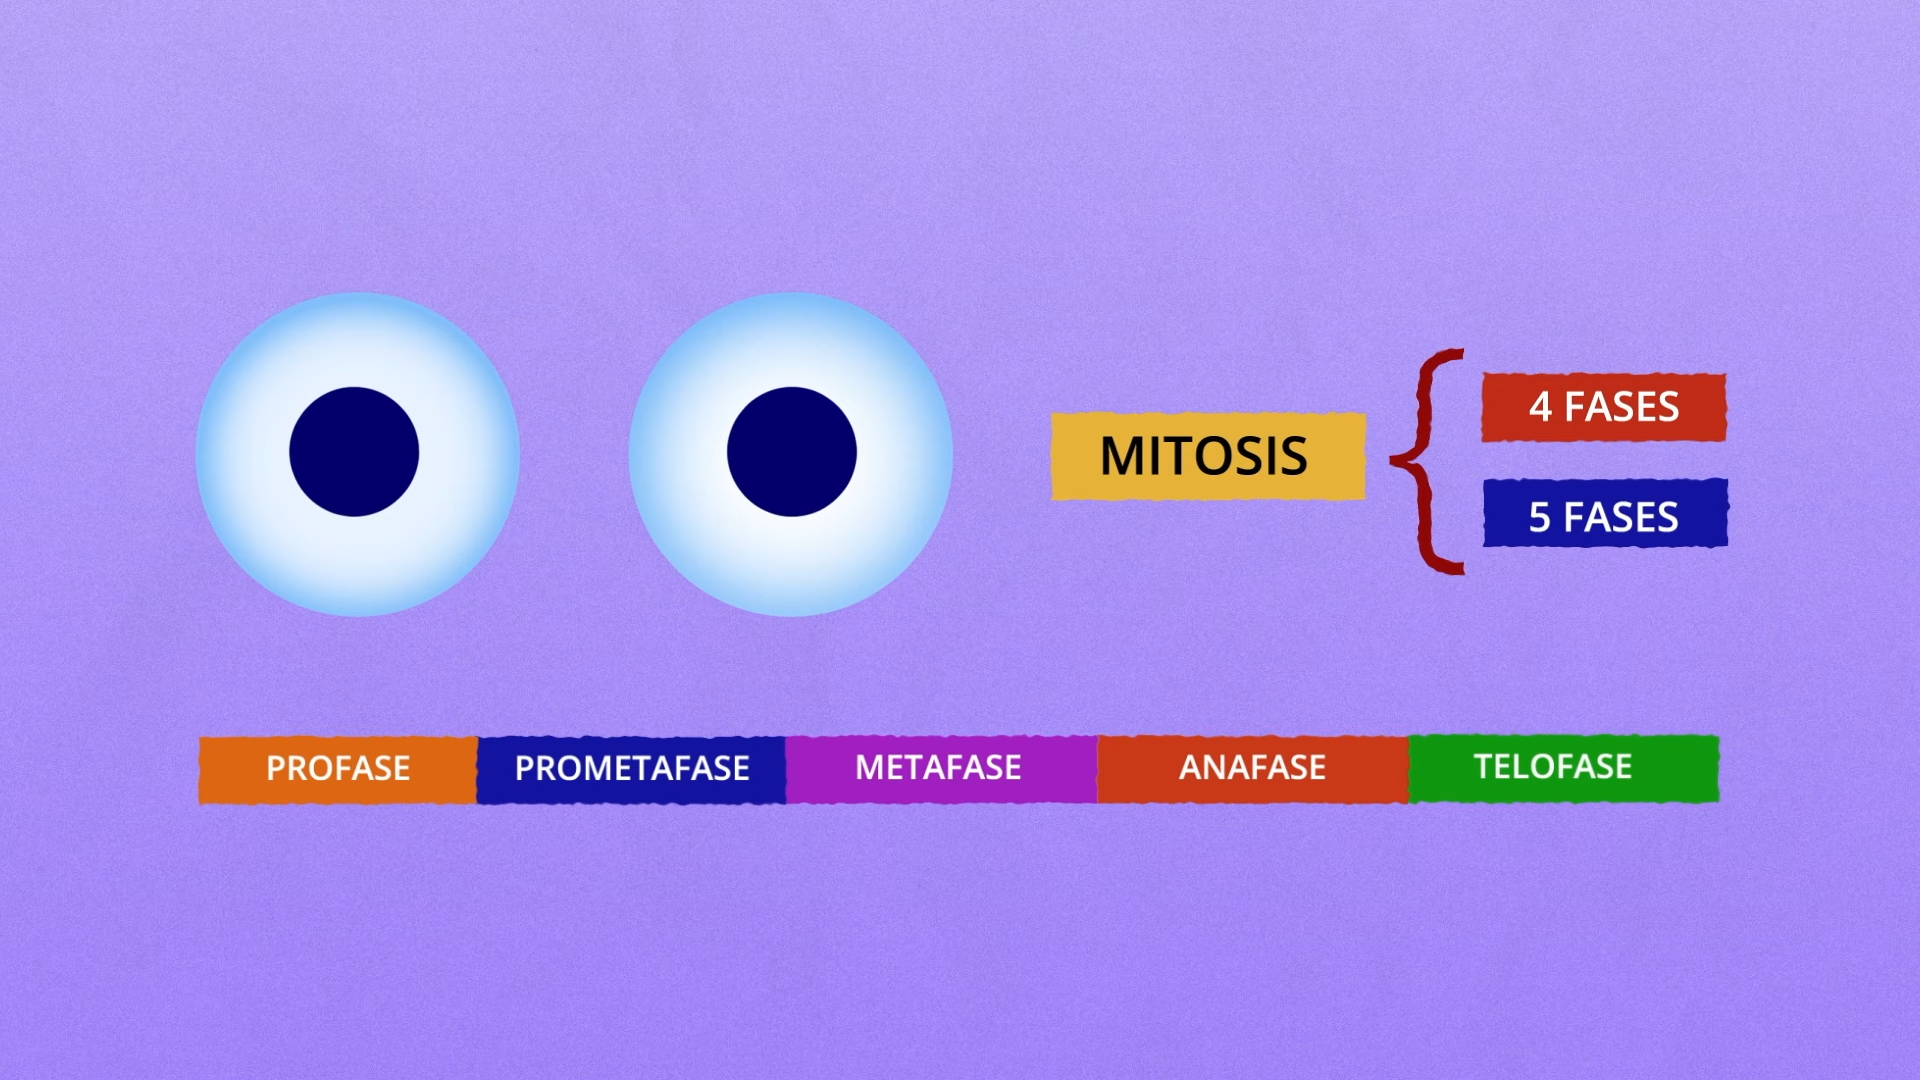 MITOSIS
4 FASES
5 FASES
PROFASE
PROMETAFASE
METAFASE
ANAFASE
TELOFASE